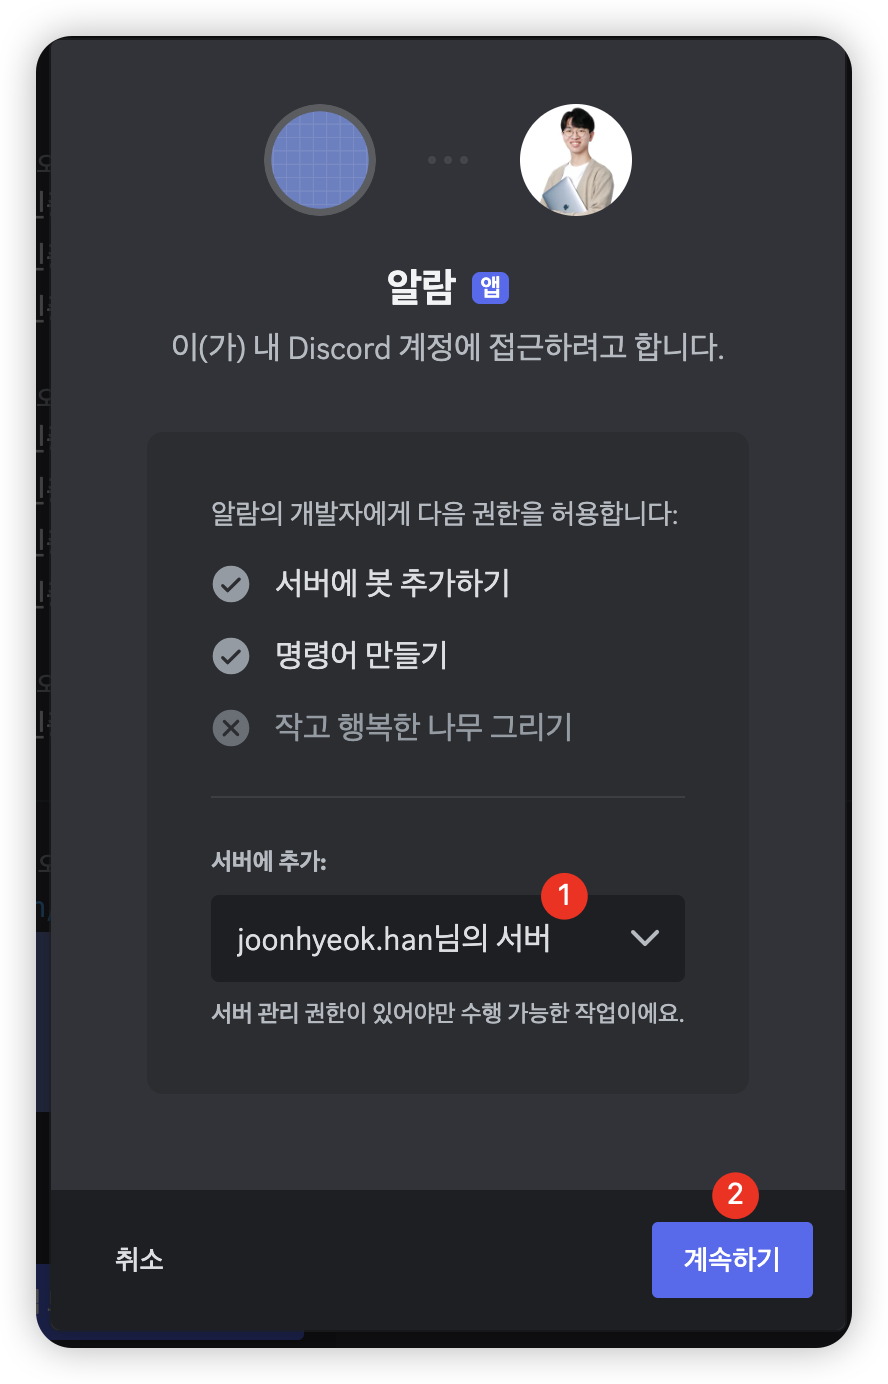 알람 앱
이(가) 내 Discord 계정에 접근하려고 합니다.
알람의 개발자에게 다음 권한을 허용합니다:
서버에 봇 추가하기
명령어 만들기
작고 행복한 나무 그리기
서버에 추가:
1
joonhyeok.han님의 서버
서버 관리 권한이 있어야만 수행 가능한 작업이에요.
2
취소
계속하기